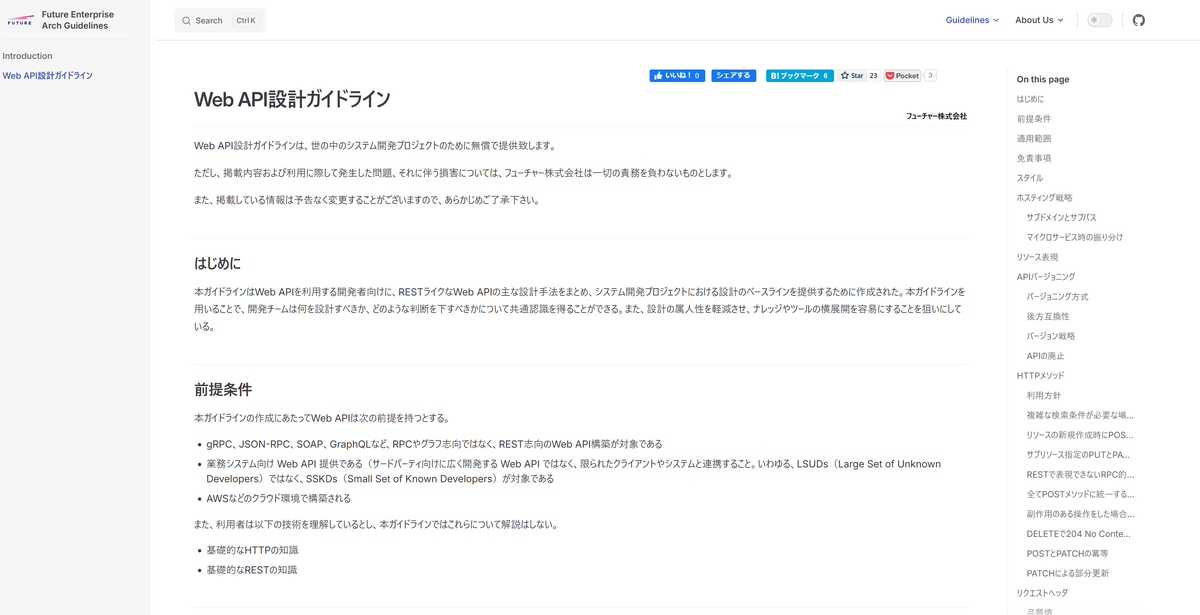 FUTURE
Future Enterprise
Arch Guidelines
Search Ctrl K
Guidelines
About Us
Introduction
Web API設計ガイドライン
いいね！ 0
シェアする
B!ブックマーク 6
Star 23
Pocket 3
Web API設計ガイドライン
フューチャー株式会社
Web API設計ガイドラインは、世の中のシステム開発プロジェクトのために無償で提供致します。
ただし、掲載内容および利用に際して発生した問題、それに伴う損害については、フューチャー株式会社は一切の責務を負わないものとします。
また、掲載している情報は予告なく変更することがございますので、あらかじめご了承下さい。
はじめに
本ガイドラインはWeb APIを利用する開発者向けに、RESTライクなWeb APIの主な設計手法をまとめ、システム開発プロジェクトにおける設計のベースラインを提供するために作成された。本ガイドラインを
用いることで、開発チームは何を設計すべきか、どのような判断を下すべきかについて共通認識を得ることができる。また、設計の属人性を軽減させ、ナレッジやツールの横展開を容易にすることを狙いにして
いる。
前提条件
本ガイドラインの作成にあたってWeb APIは次の前提を持つとする。
• gRPC、JSON-RPC、SOAP、GraphQLなど、RPCやグラフ志向ではなく、REST志向のWeb API構築が対象である
• 業務システム向け Web API 提供である（サードパーティ向けに広く開発する Web API ではなく、限られたクライアントやシステムと連携すること。いわゆる、LSUDs（Large Set of Unknown
Developers）ではなく、SSKDs（Small Set of Known Developers）が対象である
• AWSなどのクラウド環境で構築される
また、利用者は以下の技術を理解しているとし、本ガイドラインではこれらについて解説はしない。
• 基礎的なHTTPの知識
• 基礎的なRESTの知識
On this page
はじめに
前提条件
適用範囲
免責事項
スタイル
ホスティング戦略
サブドメインとサブパス
マイクロサービス時の振り分け
リソース表現
APIバージョニング
バージョニング方式
後方互換性
バージョン戦略
APIの廃止
HTTPメソッド
利用方針
複雑な検索条件が必要な場...
リソースの新規作成時にPOS...
サブリソース指定のPUTとPA...
RESTで表現できないRPC的...
全てPOSTメソッドに統一する...
副作用のある操作をした場合...
DELETEで204 No Conte...
POSTとPATCHの冪等
PATCHによる部分更新
リクエストヘッダ
品質値